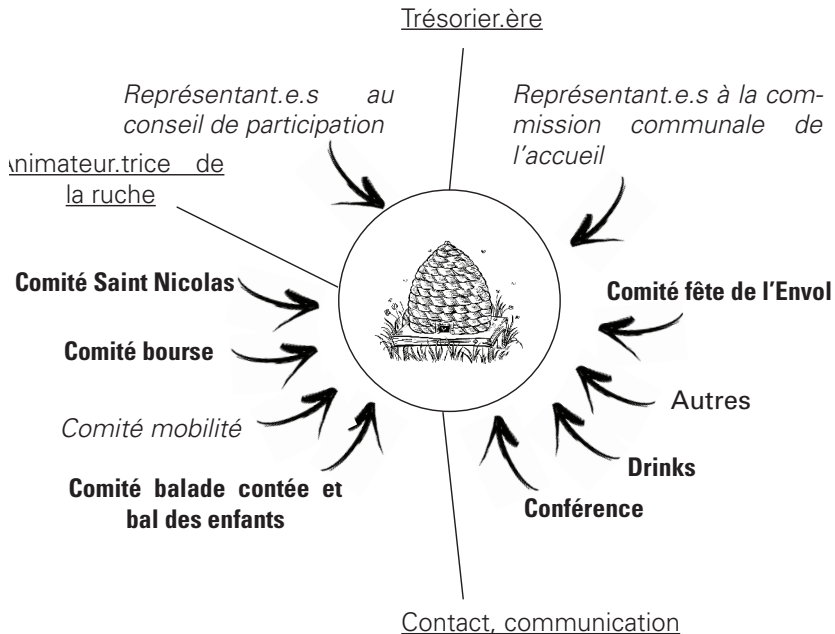 Trésorier.ère
Représentant.e.s au
conseil de participation
Représentant.e.s à la com-
mission communale de
l'accueil
Animateur.trice de
la ruche
Comité Saint Nicolas
Comité fête de l'Envol
Comité bourse
Autres
Comité mobilité
Drinks
Comité balade contée et
bal des enfants
Conférence
Contact, communication